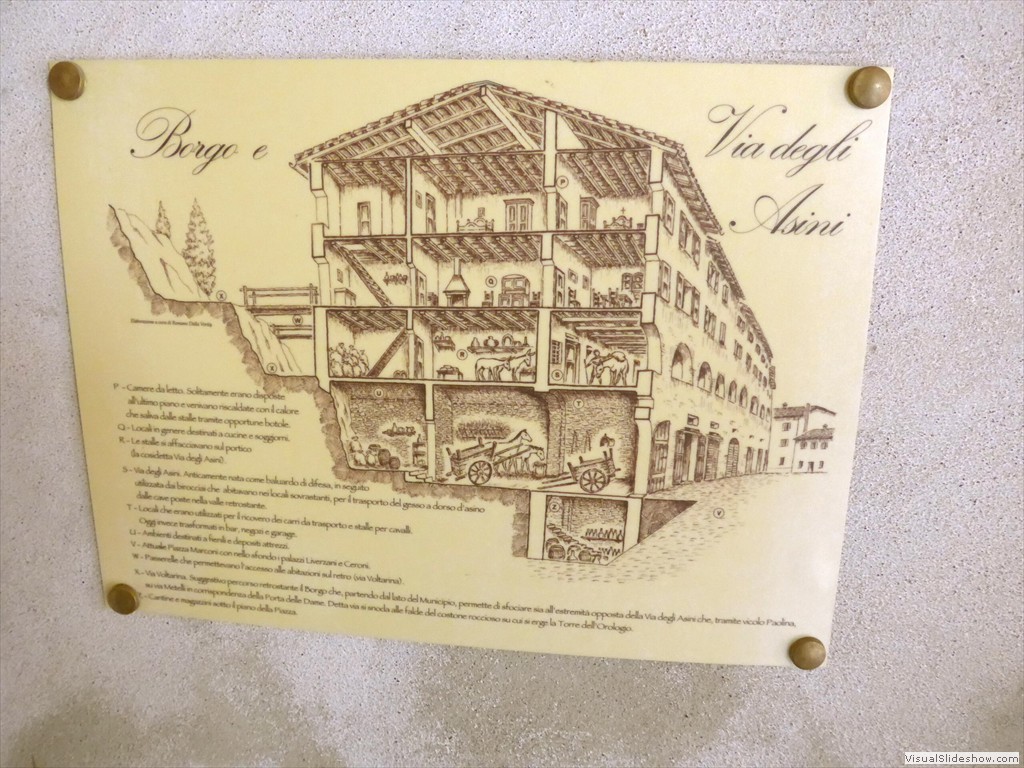 Borgo e
Via degli
Asini
P - Camere da letto. Solitamente erano disposte
all'ultimo piano e venivano riscaldate con il calore
che saliva dalle stalle tramite opportune botole.
Q - Locali in genere destinati a cucine e soggiorni.
R - Le stalle si affacciavano sul portico
(la cosidetta Via degli Asini).
S - Via degli Asini. Anticamente nata come baluardo di difesa, in seguito
utilizzata dai birocciai che abitavano nei locali sovrastanti, per il trasporto del gesso a dorso d'asino
dalle cave poste nella valle retrostante.
T - Locali che erano utilizzati per il ricovero dei carri da trasporto e stalle per cavalli.
Oggi invece trasformati in bar, negozi e garage.
U - Ambienti destinati a fienili e depositi attrezzi.
V - Attuale Piazza Marconi con nello sfondo i palazzi Liverzani e Ceroni.
W - Passerelle che permettevano l'accesso alle abitazioni sul retro (via Voltarina).
X - Via Voltarina. Suggestivo percorso retrostante il Borgo che, partendo dal lato del Municipio, permette di sfociare sia all'estremità opposta della Via degli Asini che, tramite vicolo Paolina,
su via Metelli in corrispondenza della Porta delle Dame. Detta via si snoda alle falde del costone roccioso su cui si erge la Torre dell'Orologio.
- Cantine e magazzini sotto il piano della Piazza.
P
Q
R
S
T
U
V
W
X
X
Z
VisualSlideshow.com